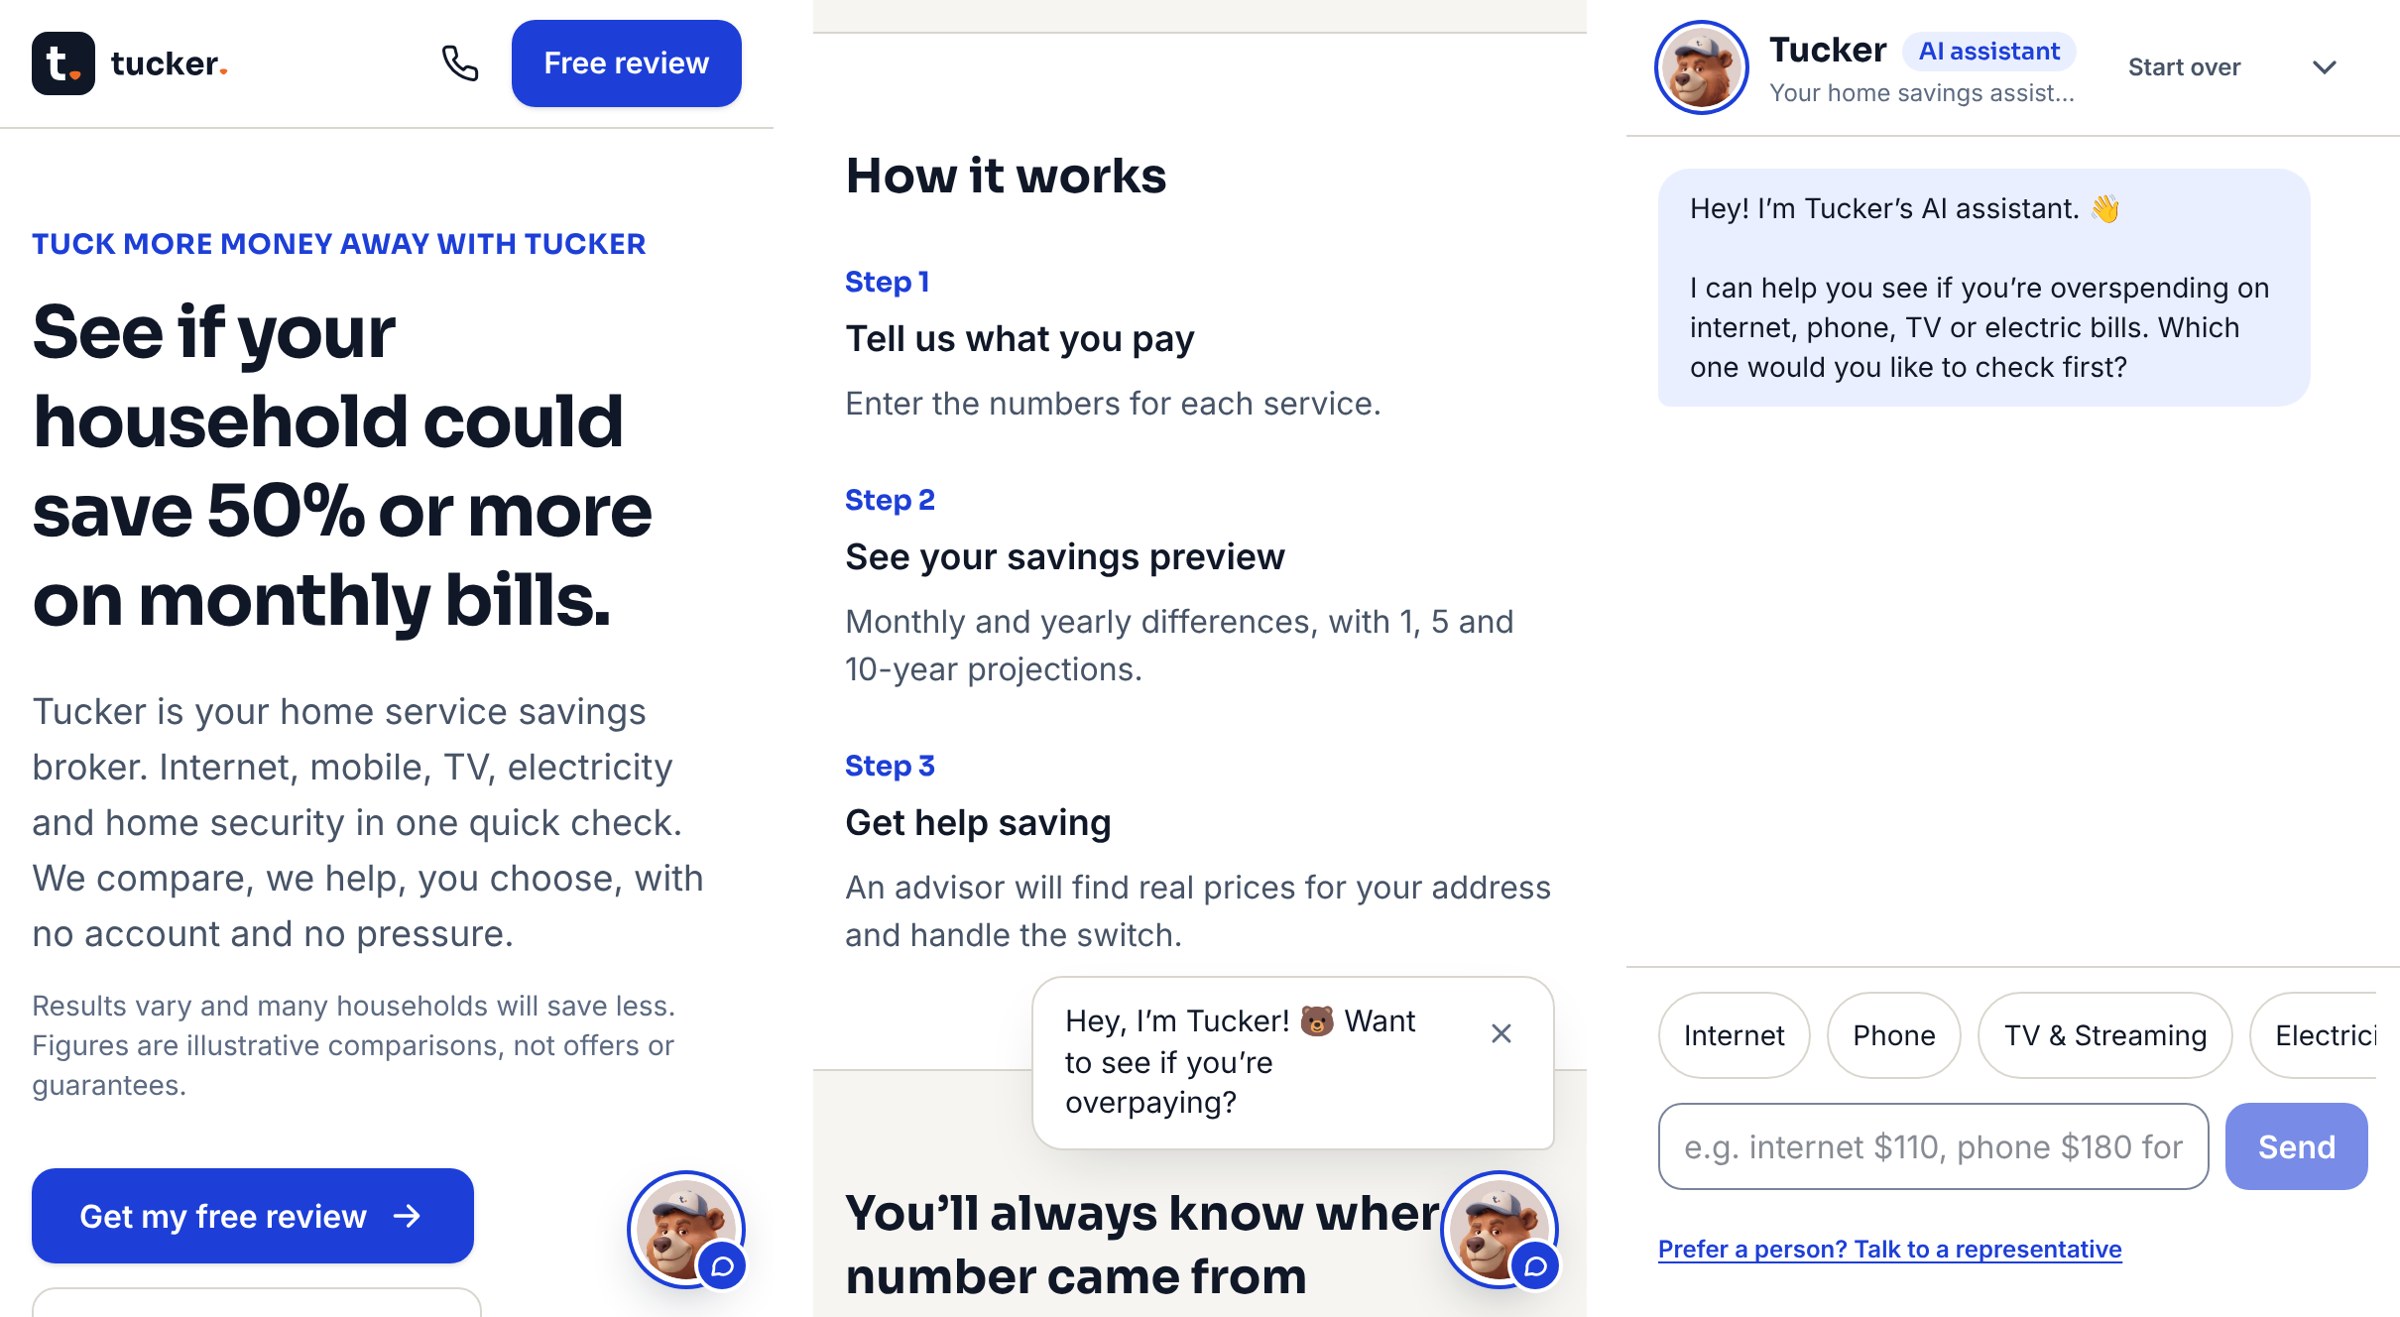 t.
tucker.
Free review
TUCK MORE MONEY AWAY WITH TUCKER
See if your
household could
save 50% or more
on monthly bills.
Tucker is your home service savings
broker. Internet, mobile, TV, electricity
and home security in one quick check.
We compare, we help, you choose, with
no account and no pressure.
Results vary and many households will save less.
Figures are illustrative comparisons, not offers or
guarantees.
Get my free review →
How it works
Step 1
Tell us what you pay
Enter the numbers for each service.
Step 2
See your savings preview
Monthly and yearly differences, with 1, 5 and
10-year projections.
Step 3
Get help saving
An advisor will find real prices for your address
and handle the switch.
Hey, I’m Tucker! 🐻 Want
to see if you’re
overpaying?
You’ll always know wher
number came from
Tucker
AI assistant
Your home savings assist...
Start over
Hey! I’m Tucker’s AI assistant. 👋
I can help you see if you’re overspending on
internet, phone, TV or electric bills. Which
one would you like to check first?
Internet
Phone
TV & Streaming
Electrici
e.g. internet $110, phone $180 for
Send
Prefer a person? Talk to a representative